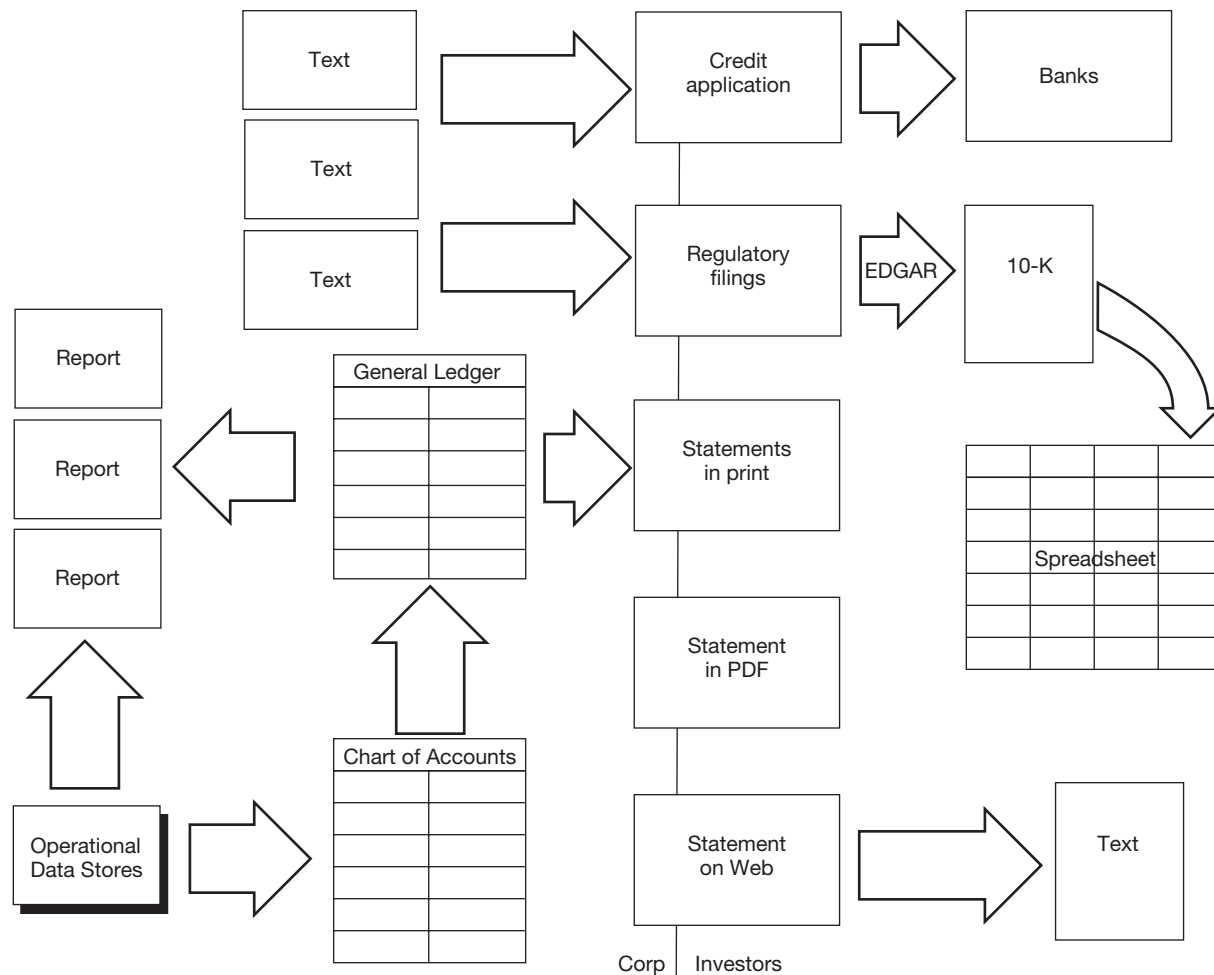 Text
Credit
application
Banks
Text
Text
Regulatory
filings
EDGAR
10-K
Report
General Ledger
Report
Statements
in print
Report
Spreadsheet
Statement
in PDF
Chart of Accounts
Operational
Data Stores
Statement
on Web
Text
Corp
Investors